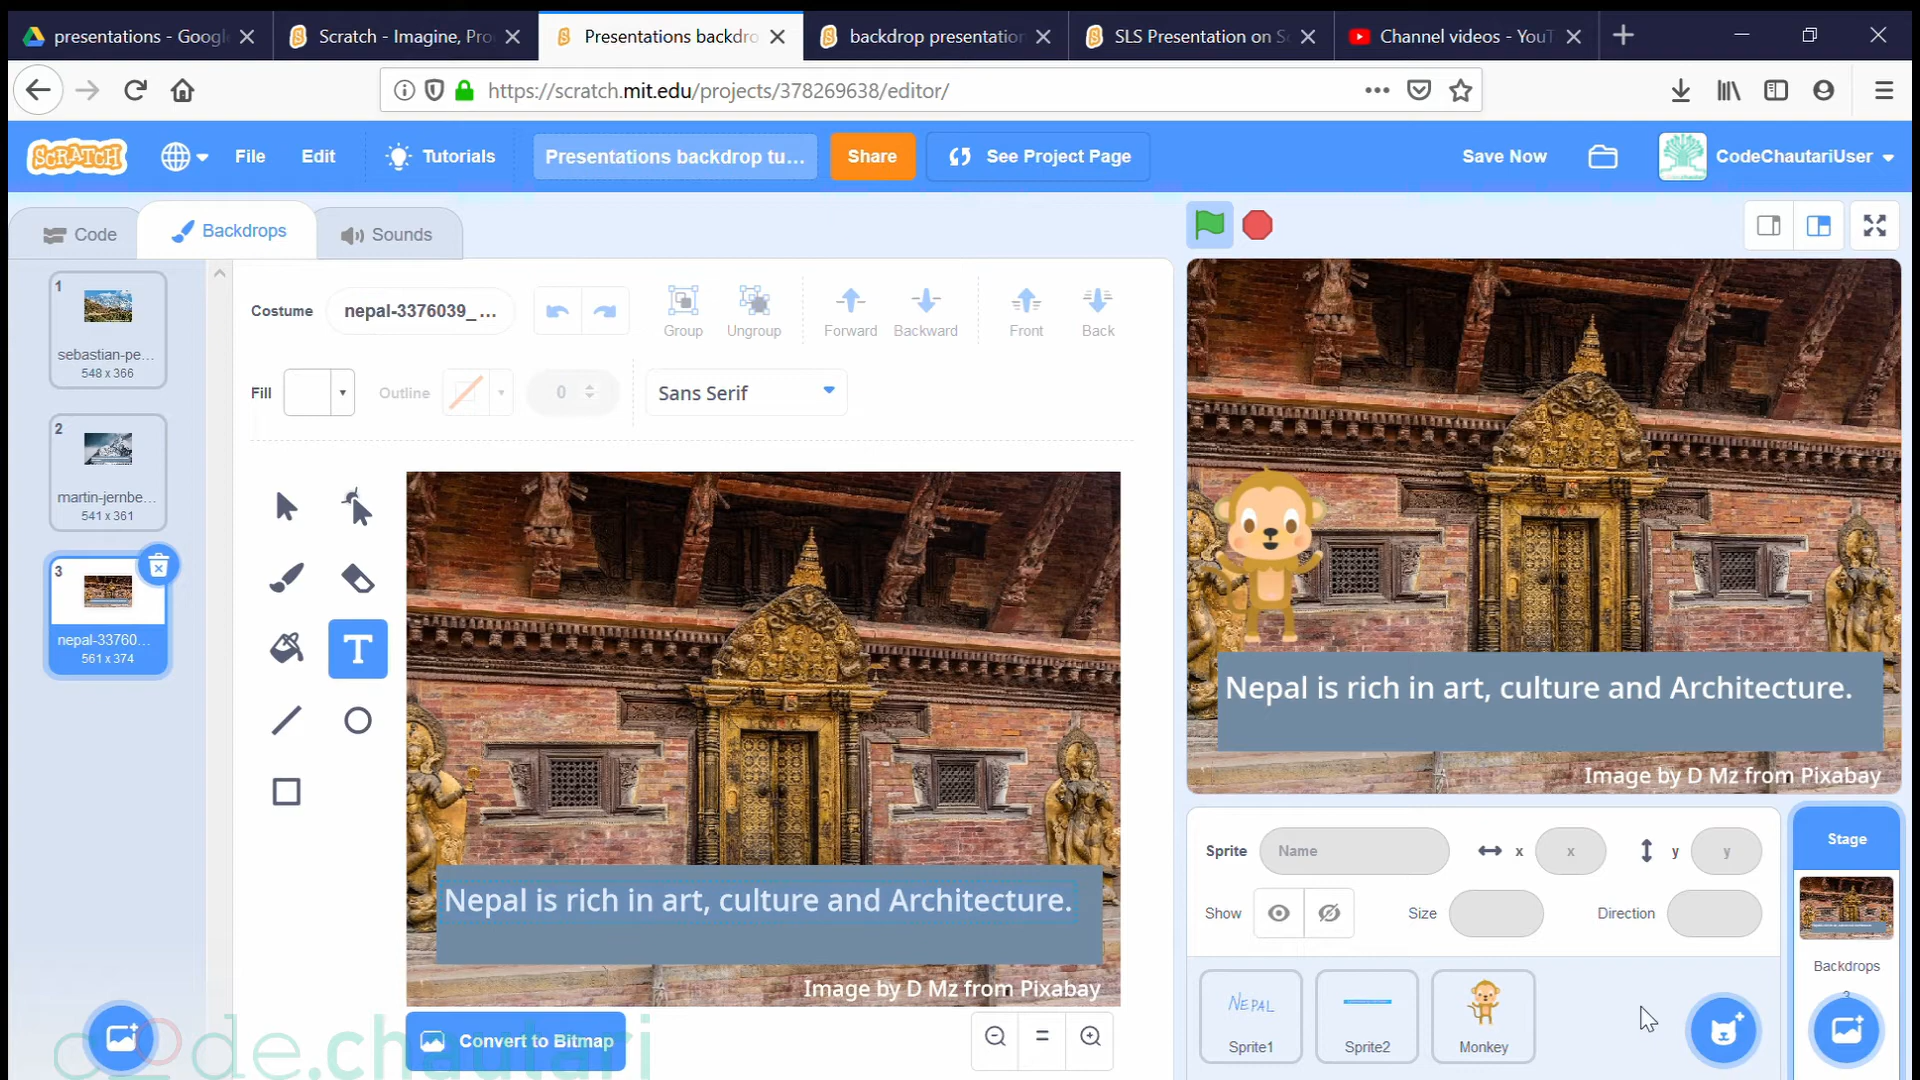 presentations - Googl
Scratch - Imagine, Pro
Presentations backdro
backdrop presentation
SLS Presentation on S
Channel videos - YouT
https://scratch.mit.edu/projects/378269638/editor/
SCRATCH
File
Edit
Tutorials
Presentations backdrop tu...
Share
See Project Page
Save Now
CodeChautariUser
Code
Backdrops
Sounds
1
sebastian-pe...
548 x 366
2
martin-jernbe...
541 x 361
3
nepal-33760...
561 x 374
Costume
nepal-3376039_ ...
Group
Ungroup
Forward
Backward
Front
Back
Fill
Outline
0
Sans Serif
T
Nepal is rich in art, culture and Architecture.
Image by D Mz from Pixabay
Convert to Bitmap
code.chautari
Nepal is rich in art, culture and Architecture.
Image by D Mz from Pixabay
Sprite
Name
x
x
y
y
Show
Size
Direction
NEPAL
Sprite1
Sprite2
Monkey
Stage
Backdrops
3